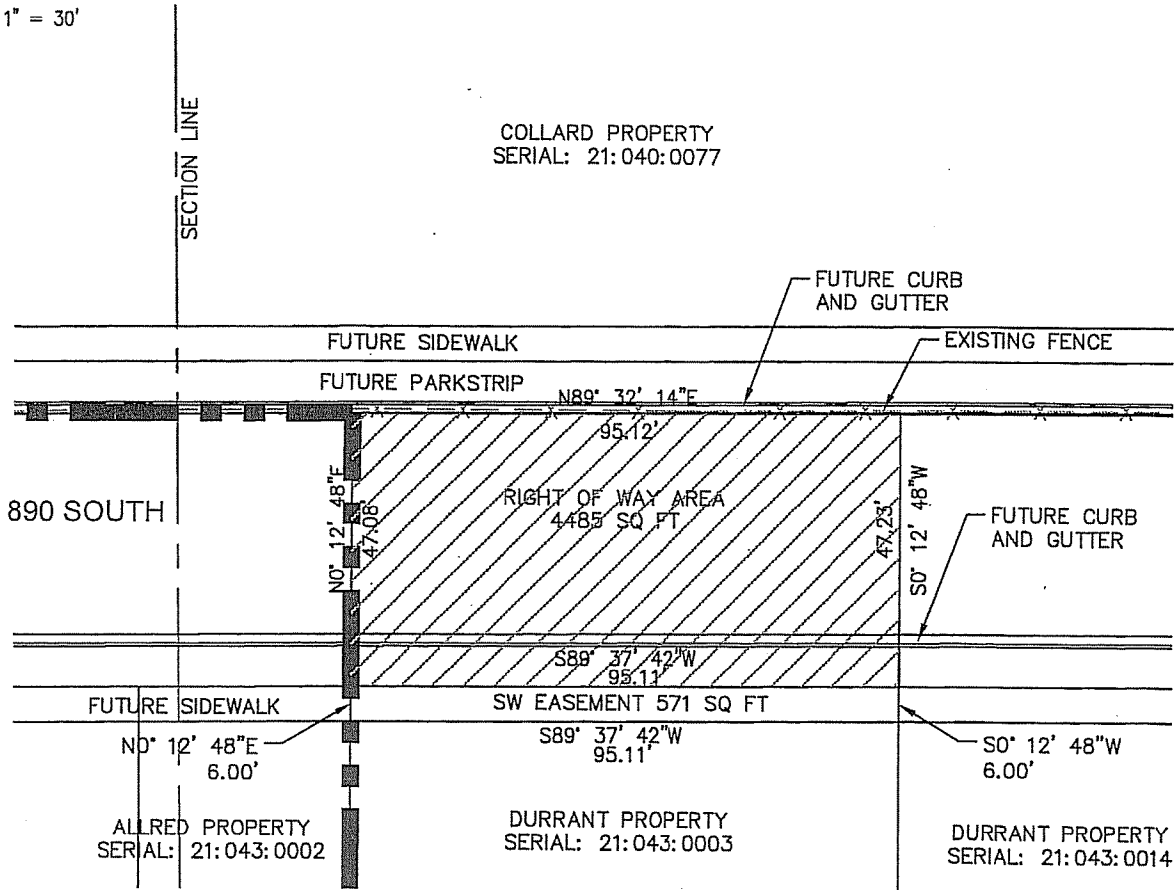 1" = 30'
SECTION LINE
COLLARD PROPERTY
SERIAL: 21:040:0077
FUTURE CURB
AND GUTTER
FUTURE SIDEWALK
EXISTING FENCE
FUTURE PARKSTRIP
N89° 32' 14"E
95.12'
890 SOUTH
N0° 12' 48"E
47.08'
RIGHT OF WAY AREA
4485 SQ FT
47.23'
S0° 12' 48"W
FUTURE CURB
AND GUTTER
S89° 37' 42"W
95.11'
FUTURE SIDEWALK
SW EASEMENT 571 SQ FT
N0° 12' 48"E
6.00'
S89° 37' 42"W
95.11'
S0° 12' 48"W
6.00'
ALLRED PROPERTY
SERIAL: 21:043:0002
DURRANT PROPERTY
SERIAL: 21:043:0003
DURRANT PROPERTY
SERIAL: 21:043:0014